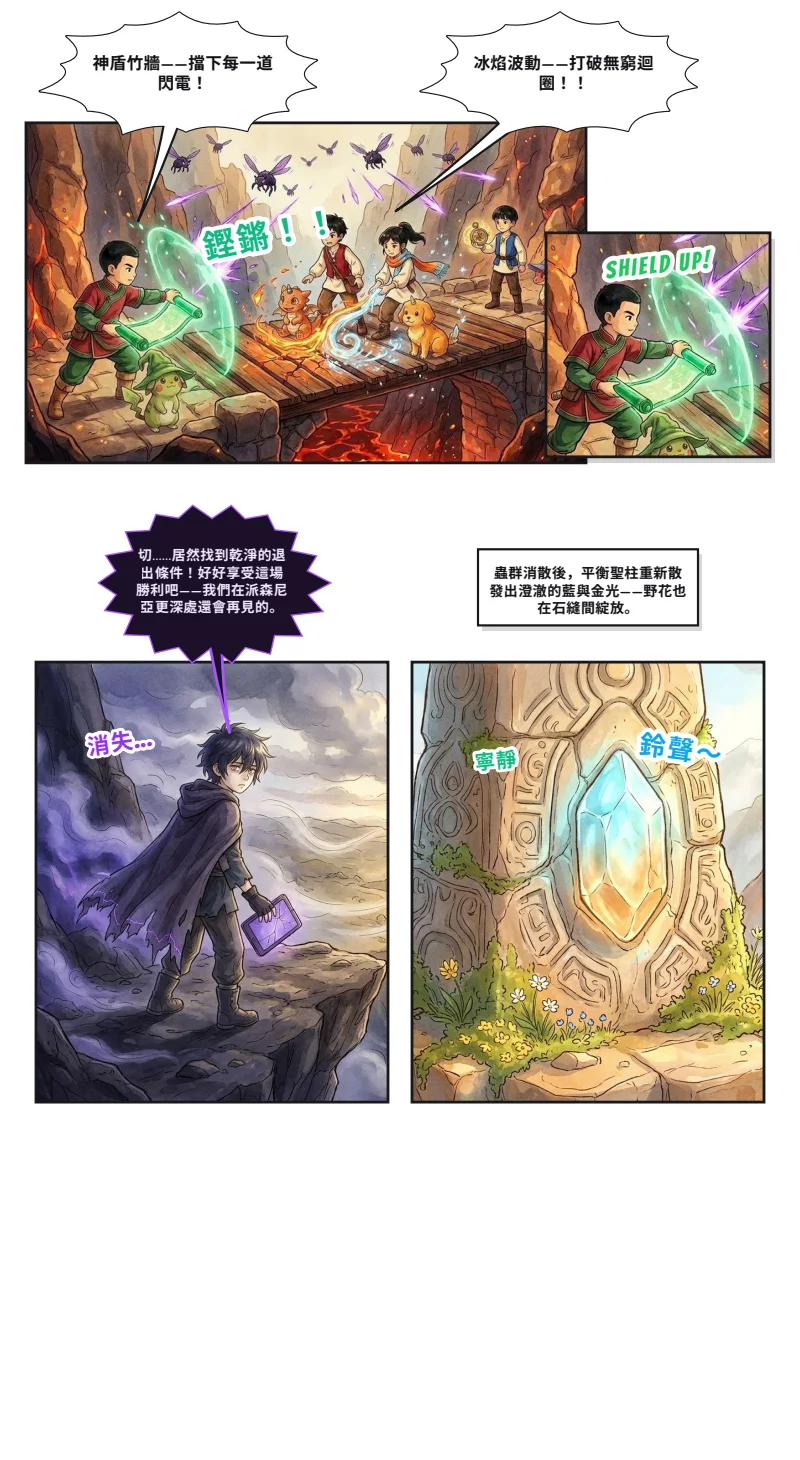 神盾竹牆——擋下每一道
閃電！
冰焰波動——打破無窮迴
圈！！
鏗鏘！！
SHIELD UP!
切......居然找到乾淨的退
出條件！好好享受這場
勝利吧——我們在派森尼
亞更深處還會再見的。
蟲群消散後，平衡聖柱重新散
發出澄澈的藍與金光——野花也
在石縫間綻放。
消失...
寧靜
鈴聲～